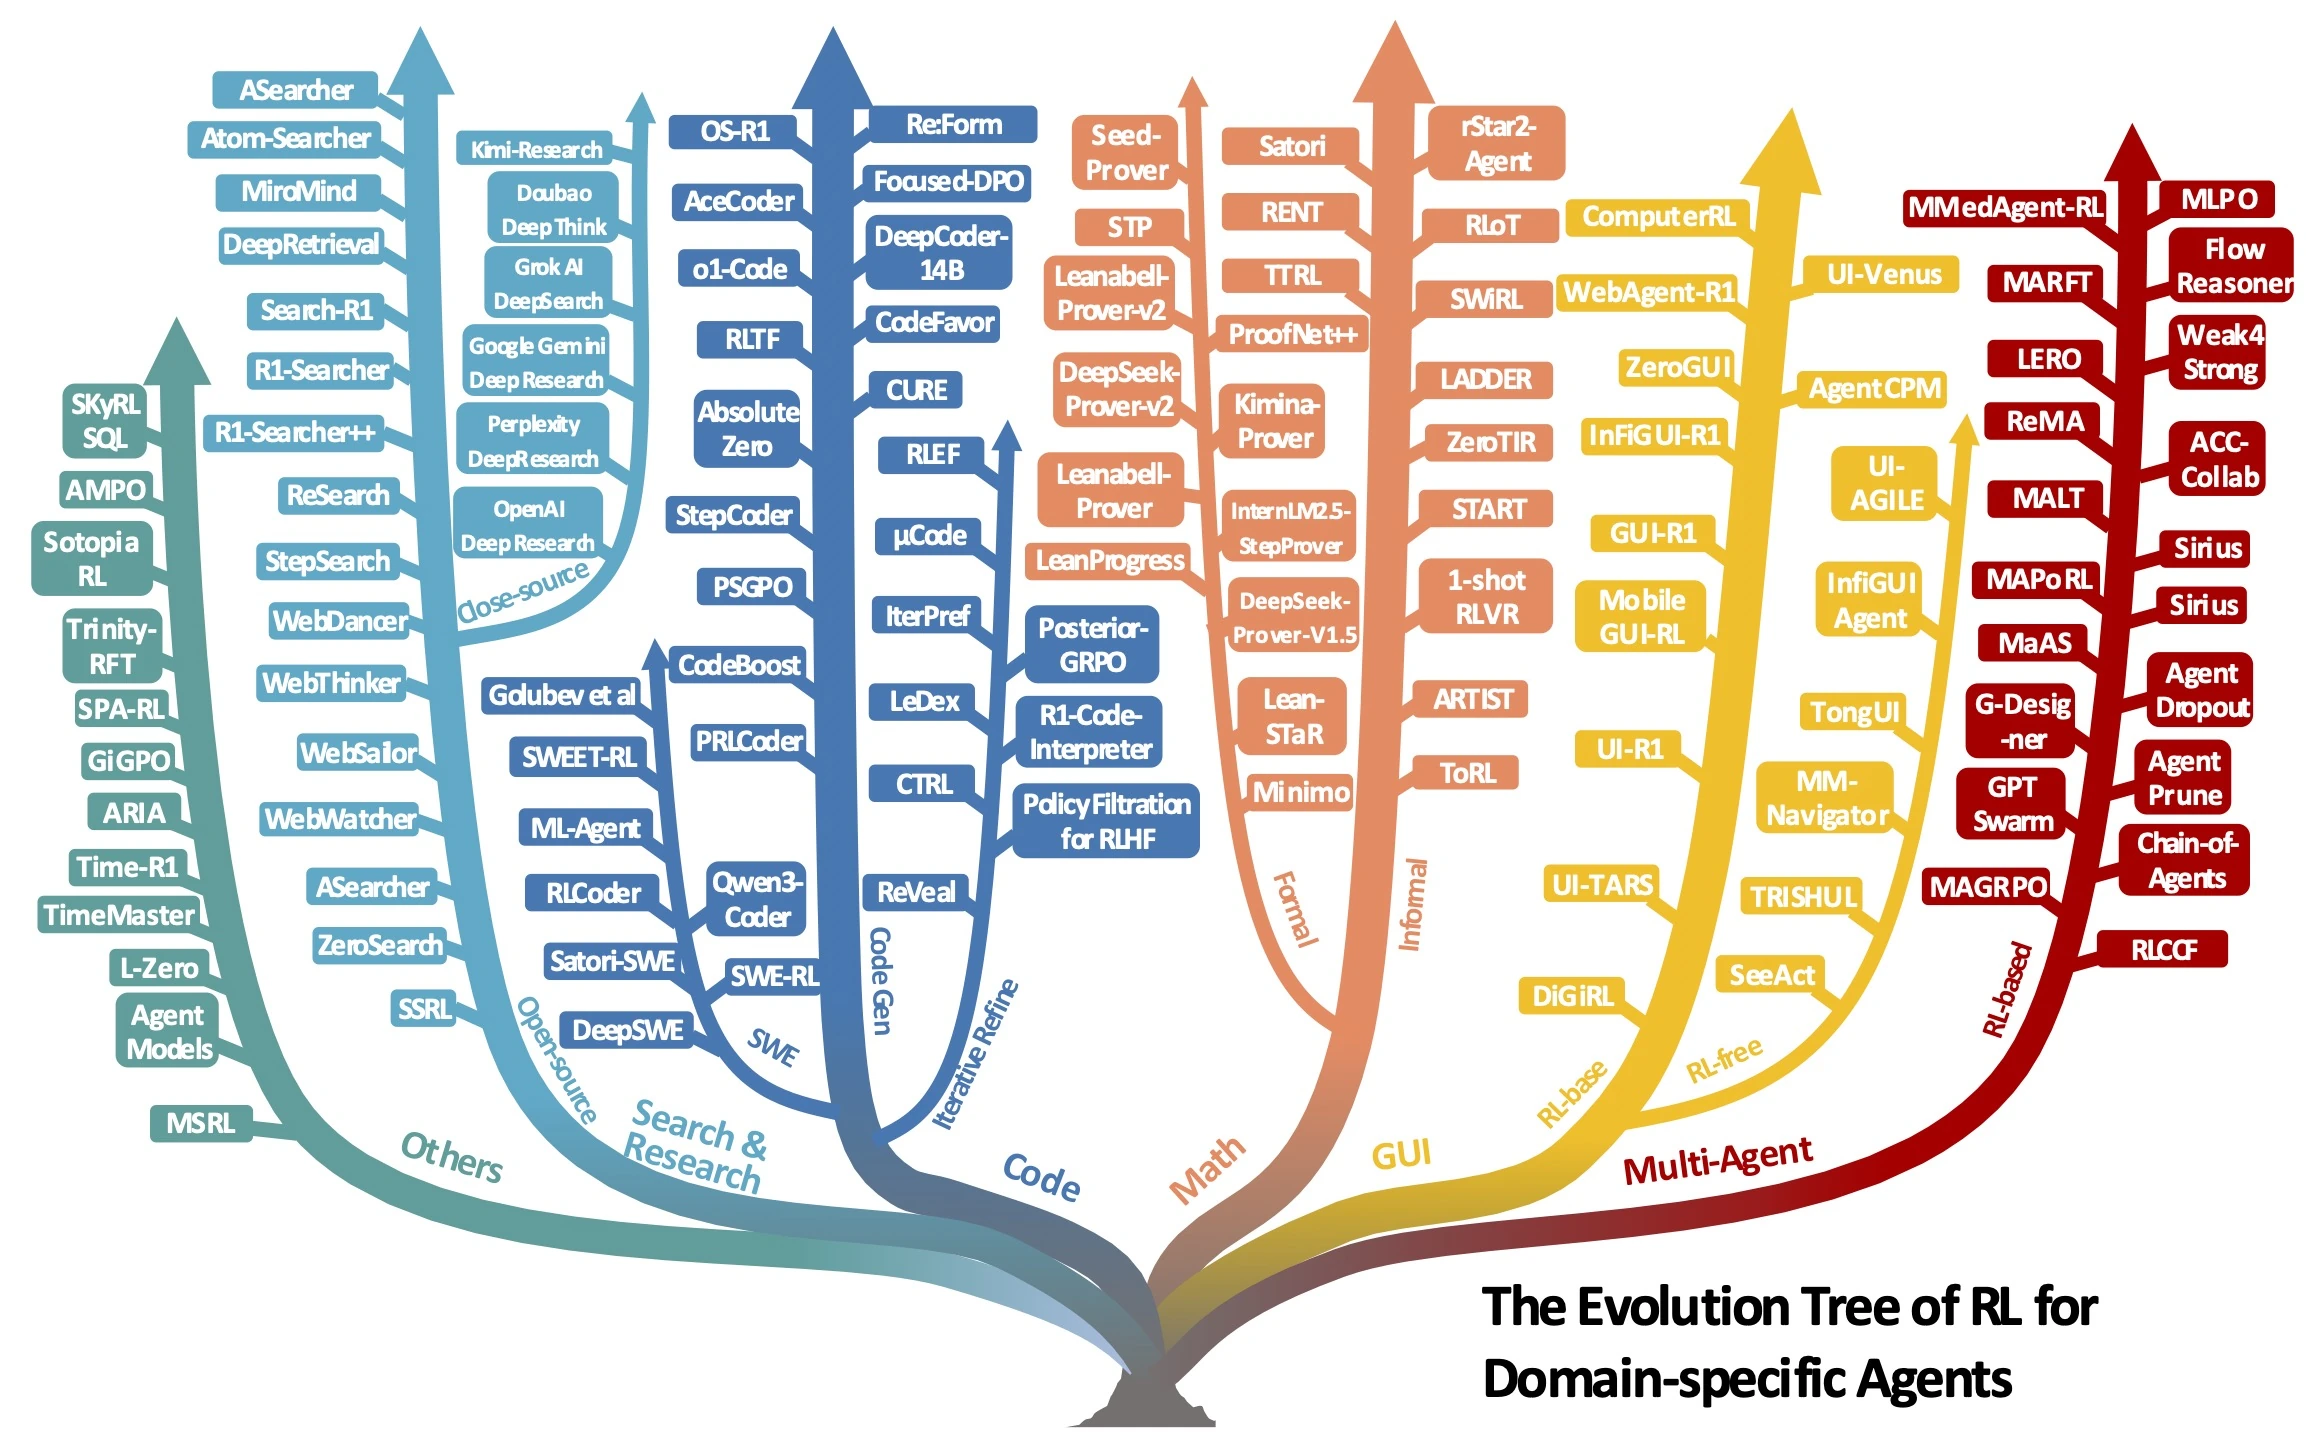 SKyRL
SQL
AMPO
Sotopia
RL
Trinity-
RFT
SPA-RL
GiGPO
ARIA
Time-R1
TimeMaster
L-Zero
Agent
Models
MSRL
Others
ASearcher
Atom-Searcher
MiroMind
DeepRetrieval
Search-R1
R1-Searcher
R1-Searcher++
ReSearch
StepSearch
WebDancer
WebThinker
WebSailor
WebWatcher
ASearcher
ZeroSearch
SSRL
Open-source
Kimi-Research
Doubao
Deep Think
Grok AI
DeepSearch
Google Gemini
Deep Research
Perplexity
DeepResearch
OpenAI
Deep Research
Close-source
Search &
Research
Golubev et al
SWEET-RL
ML-Agent
RLCoder
Satori-SWE
DeepSWE
Qwen3-
Coder
SWE-RL
SWE
OS-R1
AceCoder
o1-Code
RLTF
Absolute
Zero
StepCoder
PSGPO
CodeBoost
PRLCoder
Re:Form
Focused-DPO
DeepCoder-
14B
CodeFavor
CURE
Code Gen
RLEF
µCode
IterPref
LeDex
CTRL
ReVeal
Posterior-
GRPO
R1-Code-
Interpreter
Policy Filtration
for RLHF
Iterative Refine
Code
Seed-
Prover
STP
Leanabell-
Prover-v2
DeepSeek-
Prover-v2
Leanabell-
Prover
LeanProgress
ProofNet++
Kimina-
Prover
InternLM2.5-
StepProver
DeepSeek-
Prover-V1.5
Lean-
STaR
Minimo
Formal
Satori
RENT
TTRL
rStar2-
Agent
RLoT
SWiRL
LADDER
ZeroTIR
START
1-shot
RLVR
ARTIST
ToRL
Informal
Math
ComputerRL
WebAgent-R1
ZeroGUI
InFiGUI-R1
GUI-R1
Mobile
GUI-RL
UI-R1
UI-TARS
DiGiRL
UI-Venus
AgentCPM
RL-base
UI-
AGILE
InfiGUI
Agent
TongUI
MM-
Navigator
TRISHUL
SeeAct
RL-free
GUI
MMedAgent-RL
MARFT
LERO
ReMA
MALT
MAPoRL
MaAS
G-Desig
-ner
GPT
Swarm
MAGRPO
MLPO
Flow
Reasoner
Weak4
Strong
ACC-
Collab
Sirius
Sirius
Agent
Dropout
Agent
Prune
Chain-of-
Agents
RLCCF
RL-based
Multi-Agent
The Evolution Tree of RL for
Domain-specific Agents